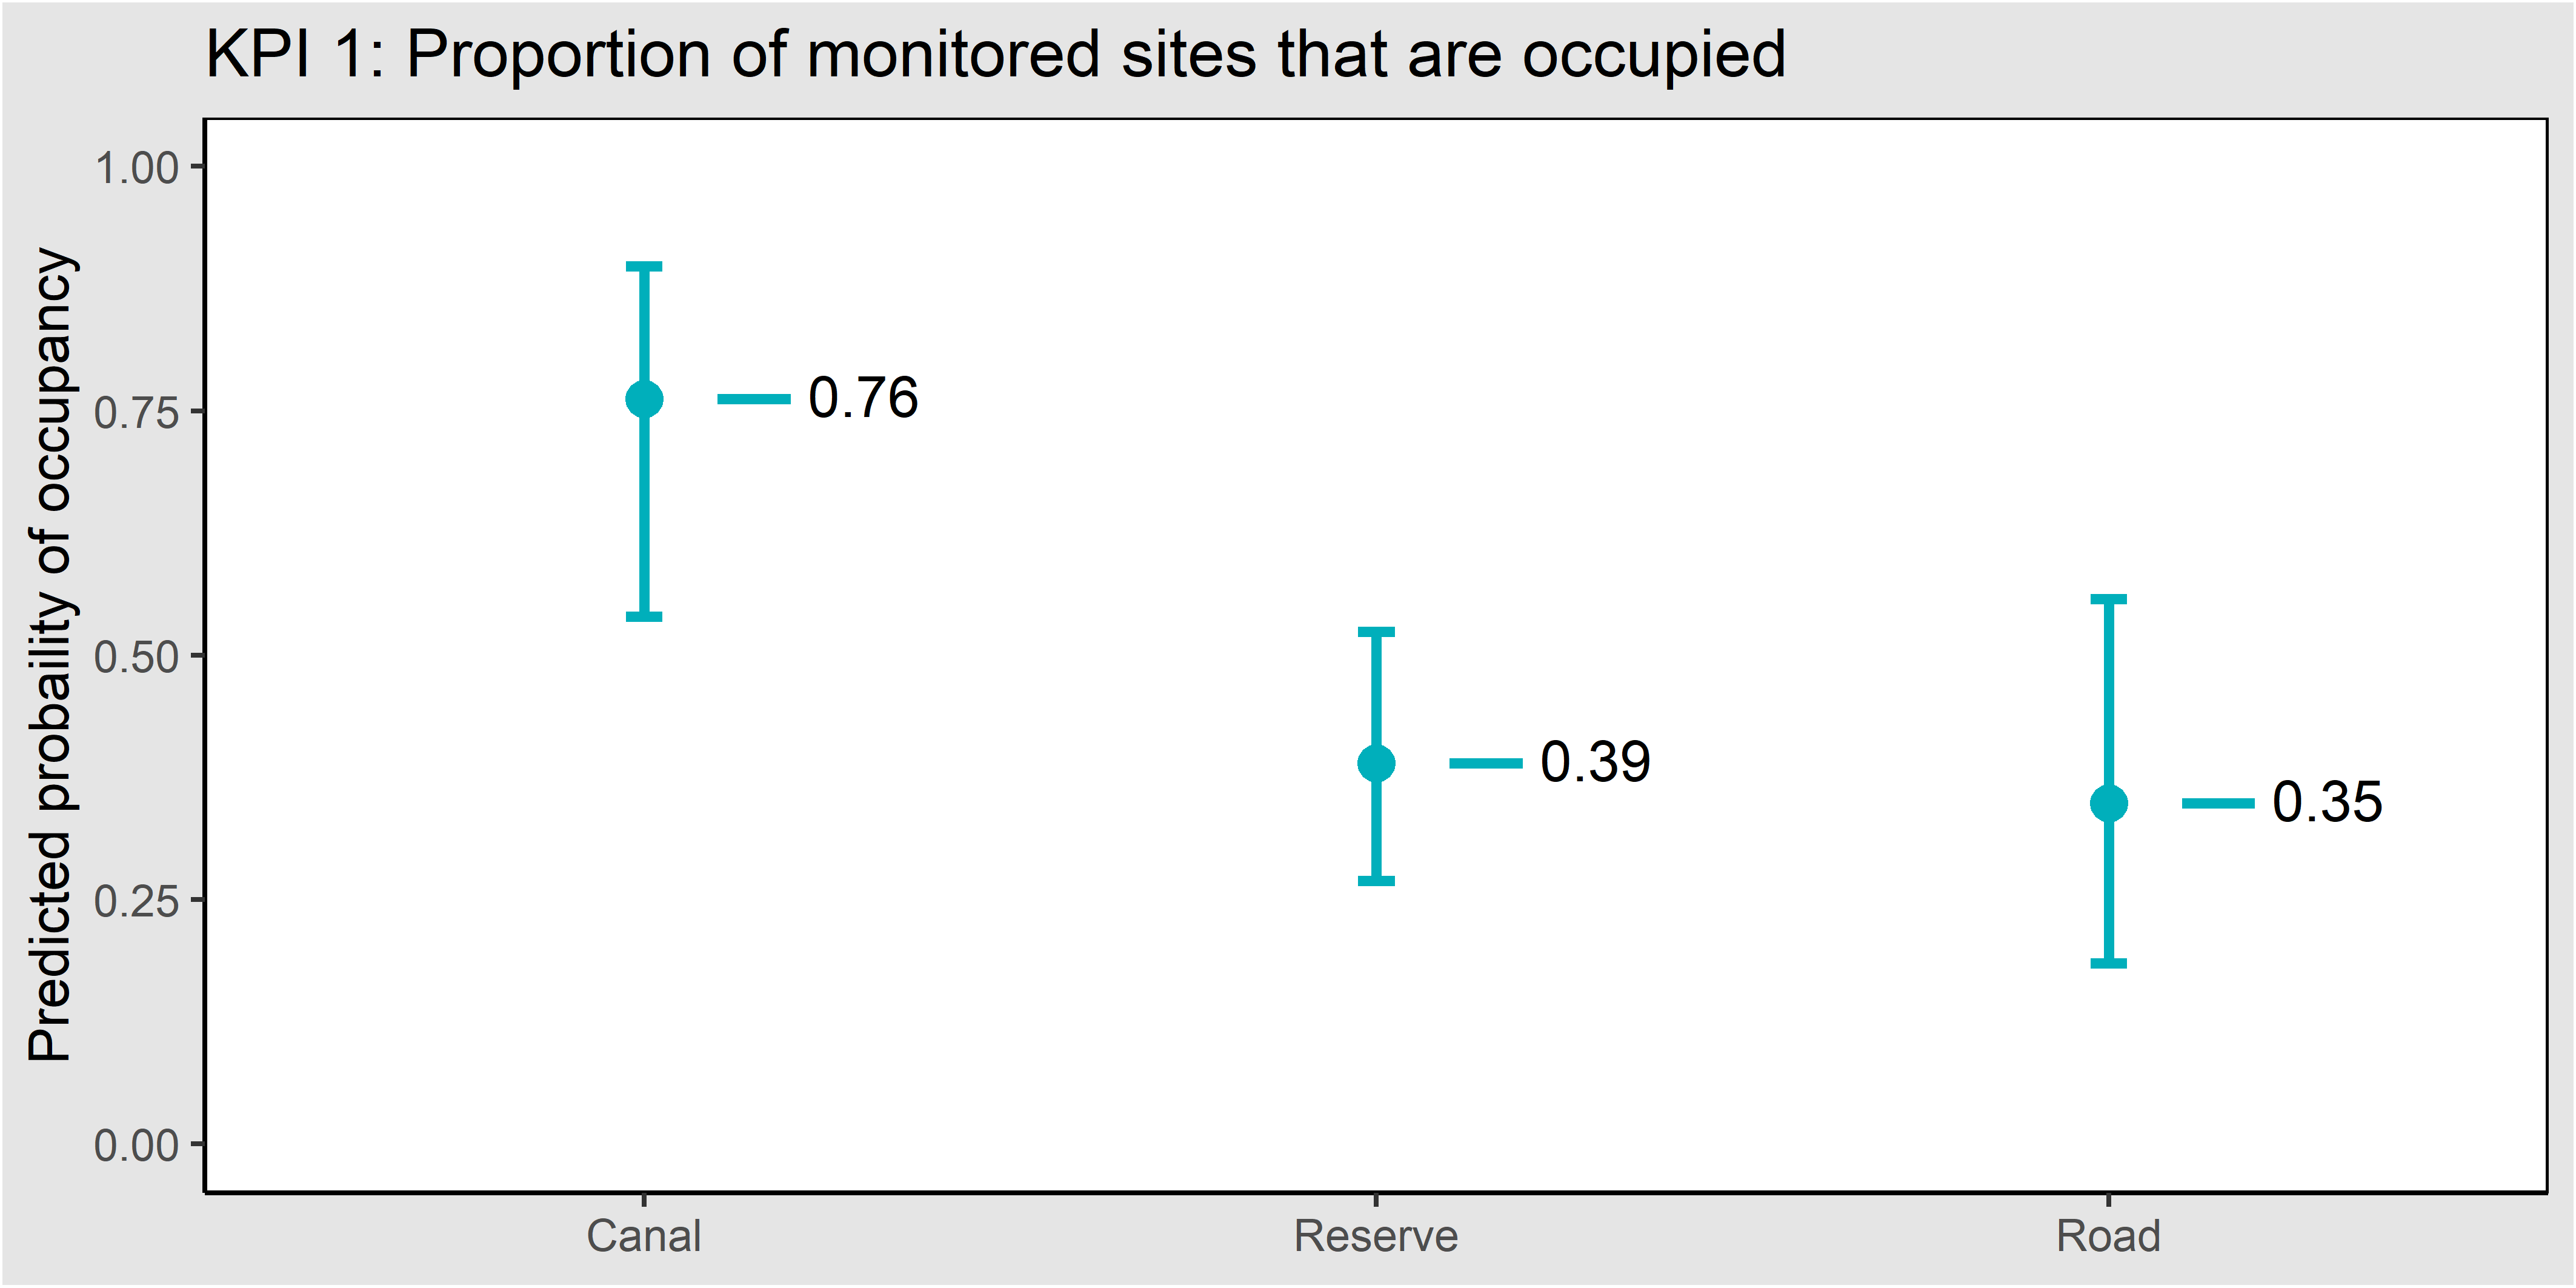 KPI 1: Proportion of monitored sites that are occupied
Predicted probability of occupancy
1.00
0.75
0.50
0.25
0.00
0.76
0.39
0.35
Canal
Reserve
Road